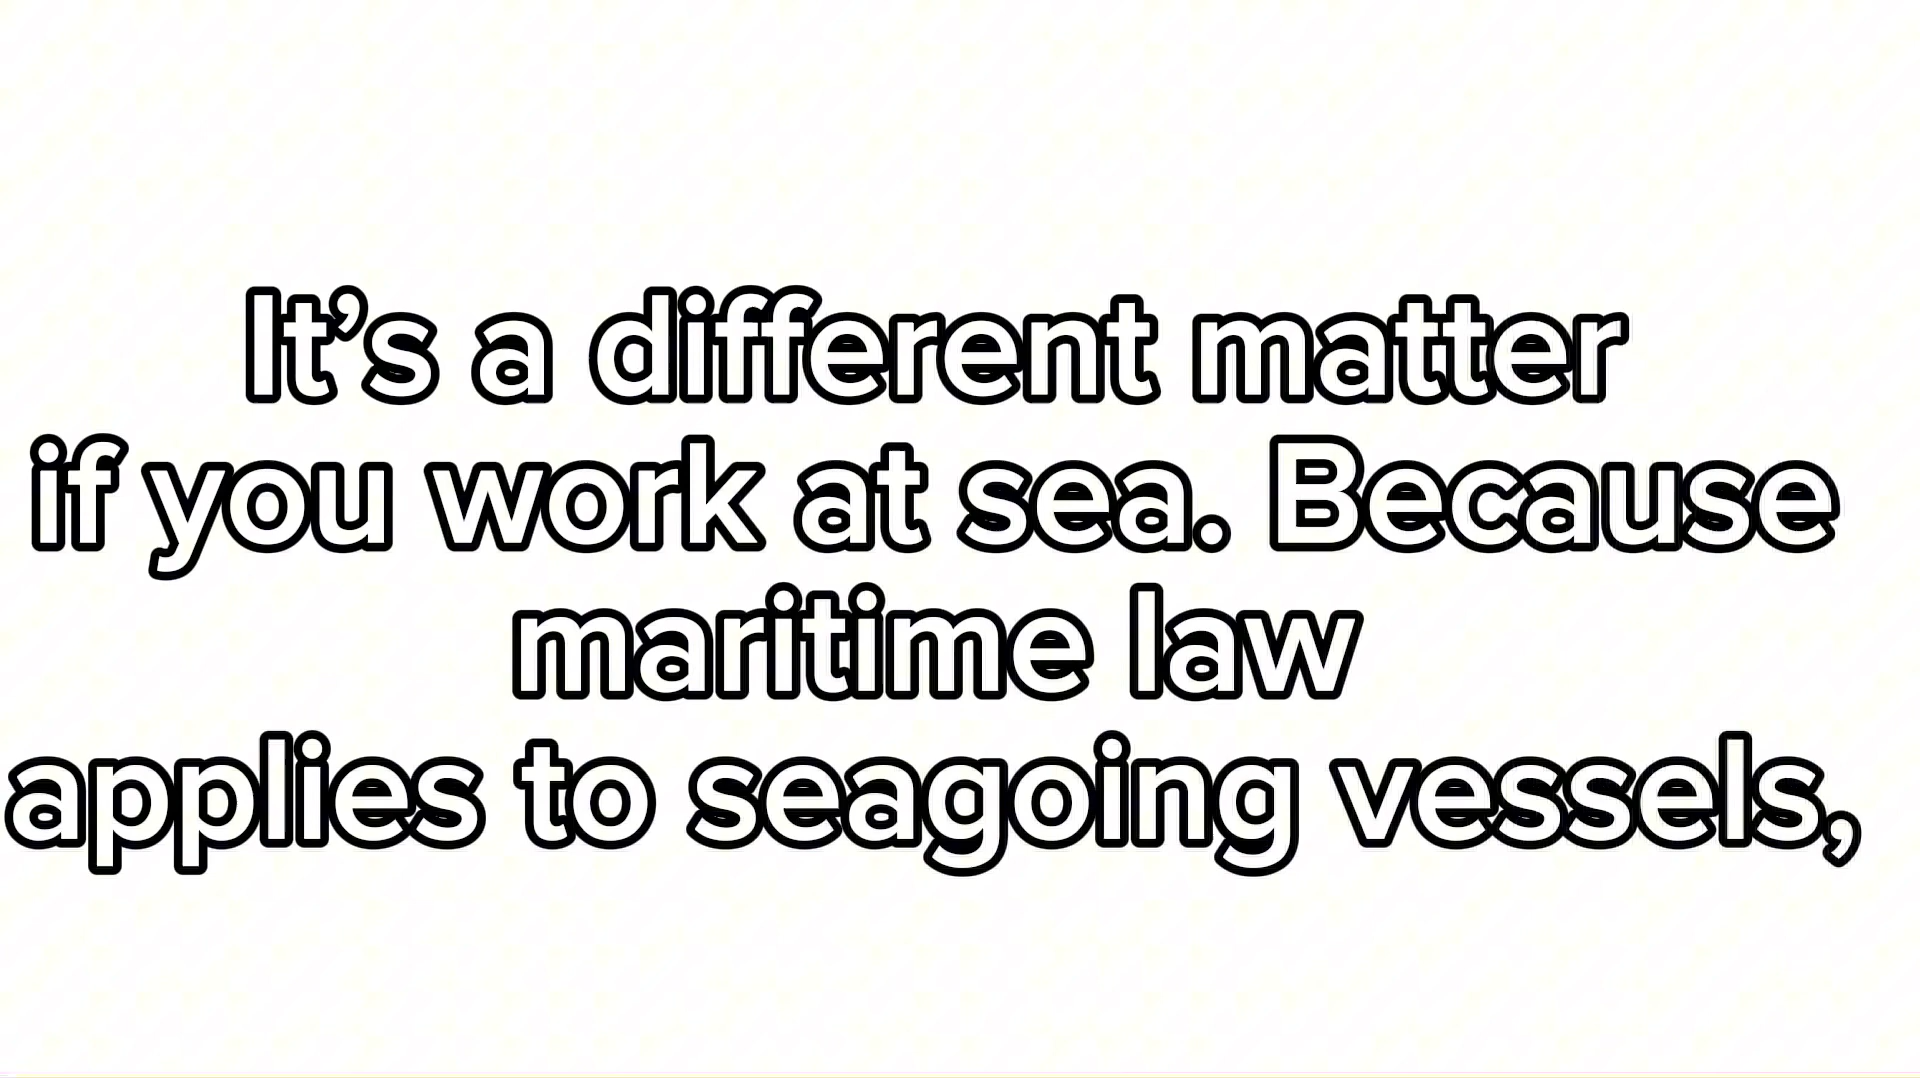 It’s a different matter
if you work at sea. Because
maritime law
applies to seagoing vessels,